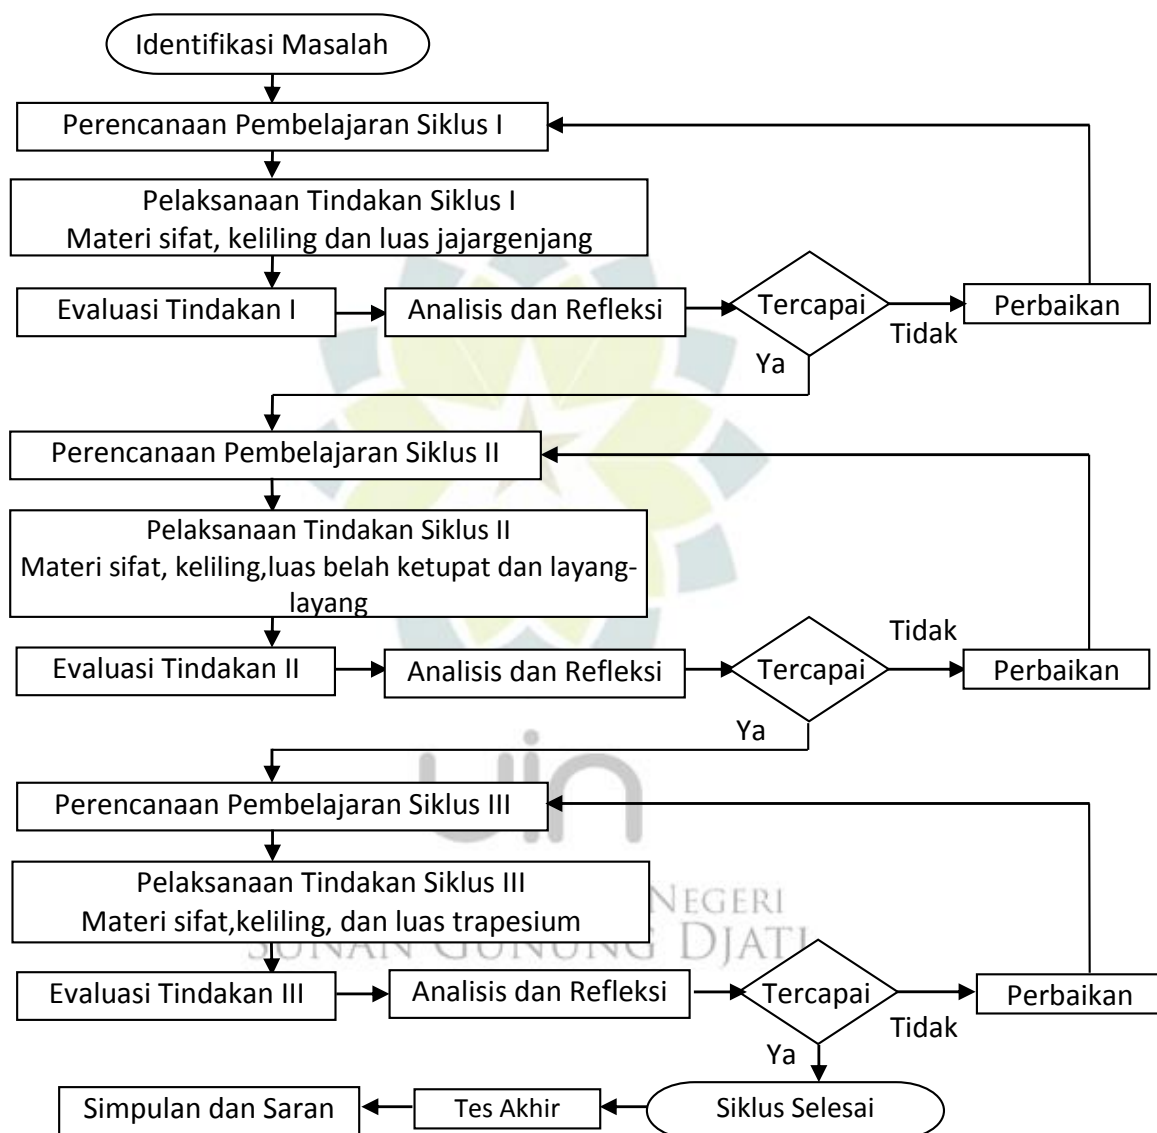 Identifikasi Masalah
Perencanaan Pembelajaran Siklus I
Pelaksanaan Tindakan Siklus I
Materi sifat, keliling dan luas jajargenjang
Evaluasi Tindakan I
Analisis dan Refleksi
Tercapai
Tidak
Perbaikan
Ya
Perencanaan Pembelajaran Siklus II
Pelaksanaan Tindakan Siklus II
Materi sifat, keliling,luas belah ketupat dan layang-
layang
Evaluasi Tindakan II
Analisis dan Refleksi
Tercapai
Tidak
Perbaikan
Ya
uin
Perencanaan Pembelajaran Siklus III
Pelaksanaan Tindakan Siklus III
Materi sifat,keliling, dan luas trapesium
NEGERI
SUNAN GUNUNG DJATI
Evaluasi Tindakan III
Analisis dan Refleksi
Tercapai
Tidak
Perbaikan
Ya
Siklus Selesai
Tes Akhir
Simpulan dan Saran